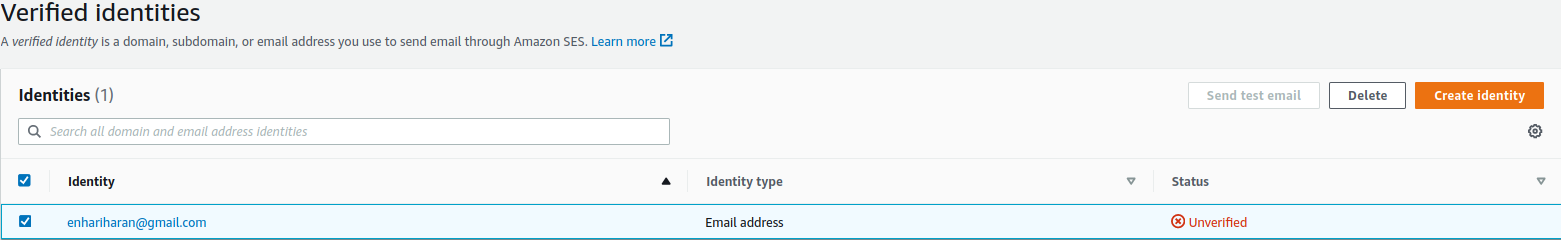 Verified identities
A verified identity is a domain, subdomain, or email address you use to send email through Amazon SES. Learn more
Identities (1)
Send test email
Delete
Create identity
Search all domain and email address identities
Identity
Identity type
Status
enhariharan@gmail.com
Email address
Unverified